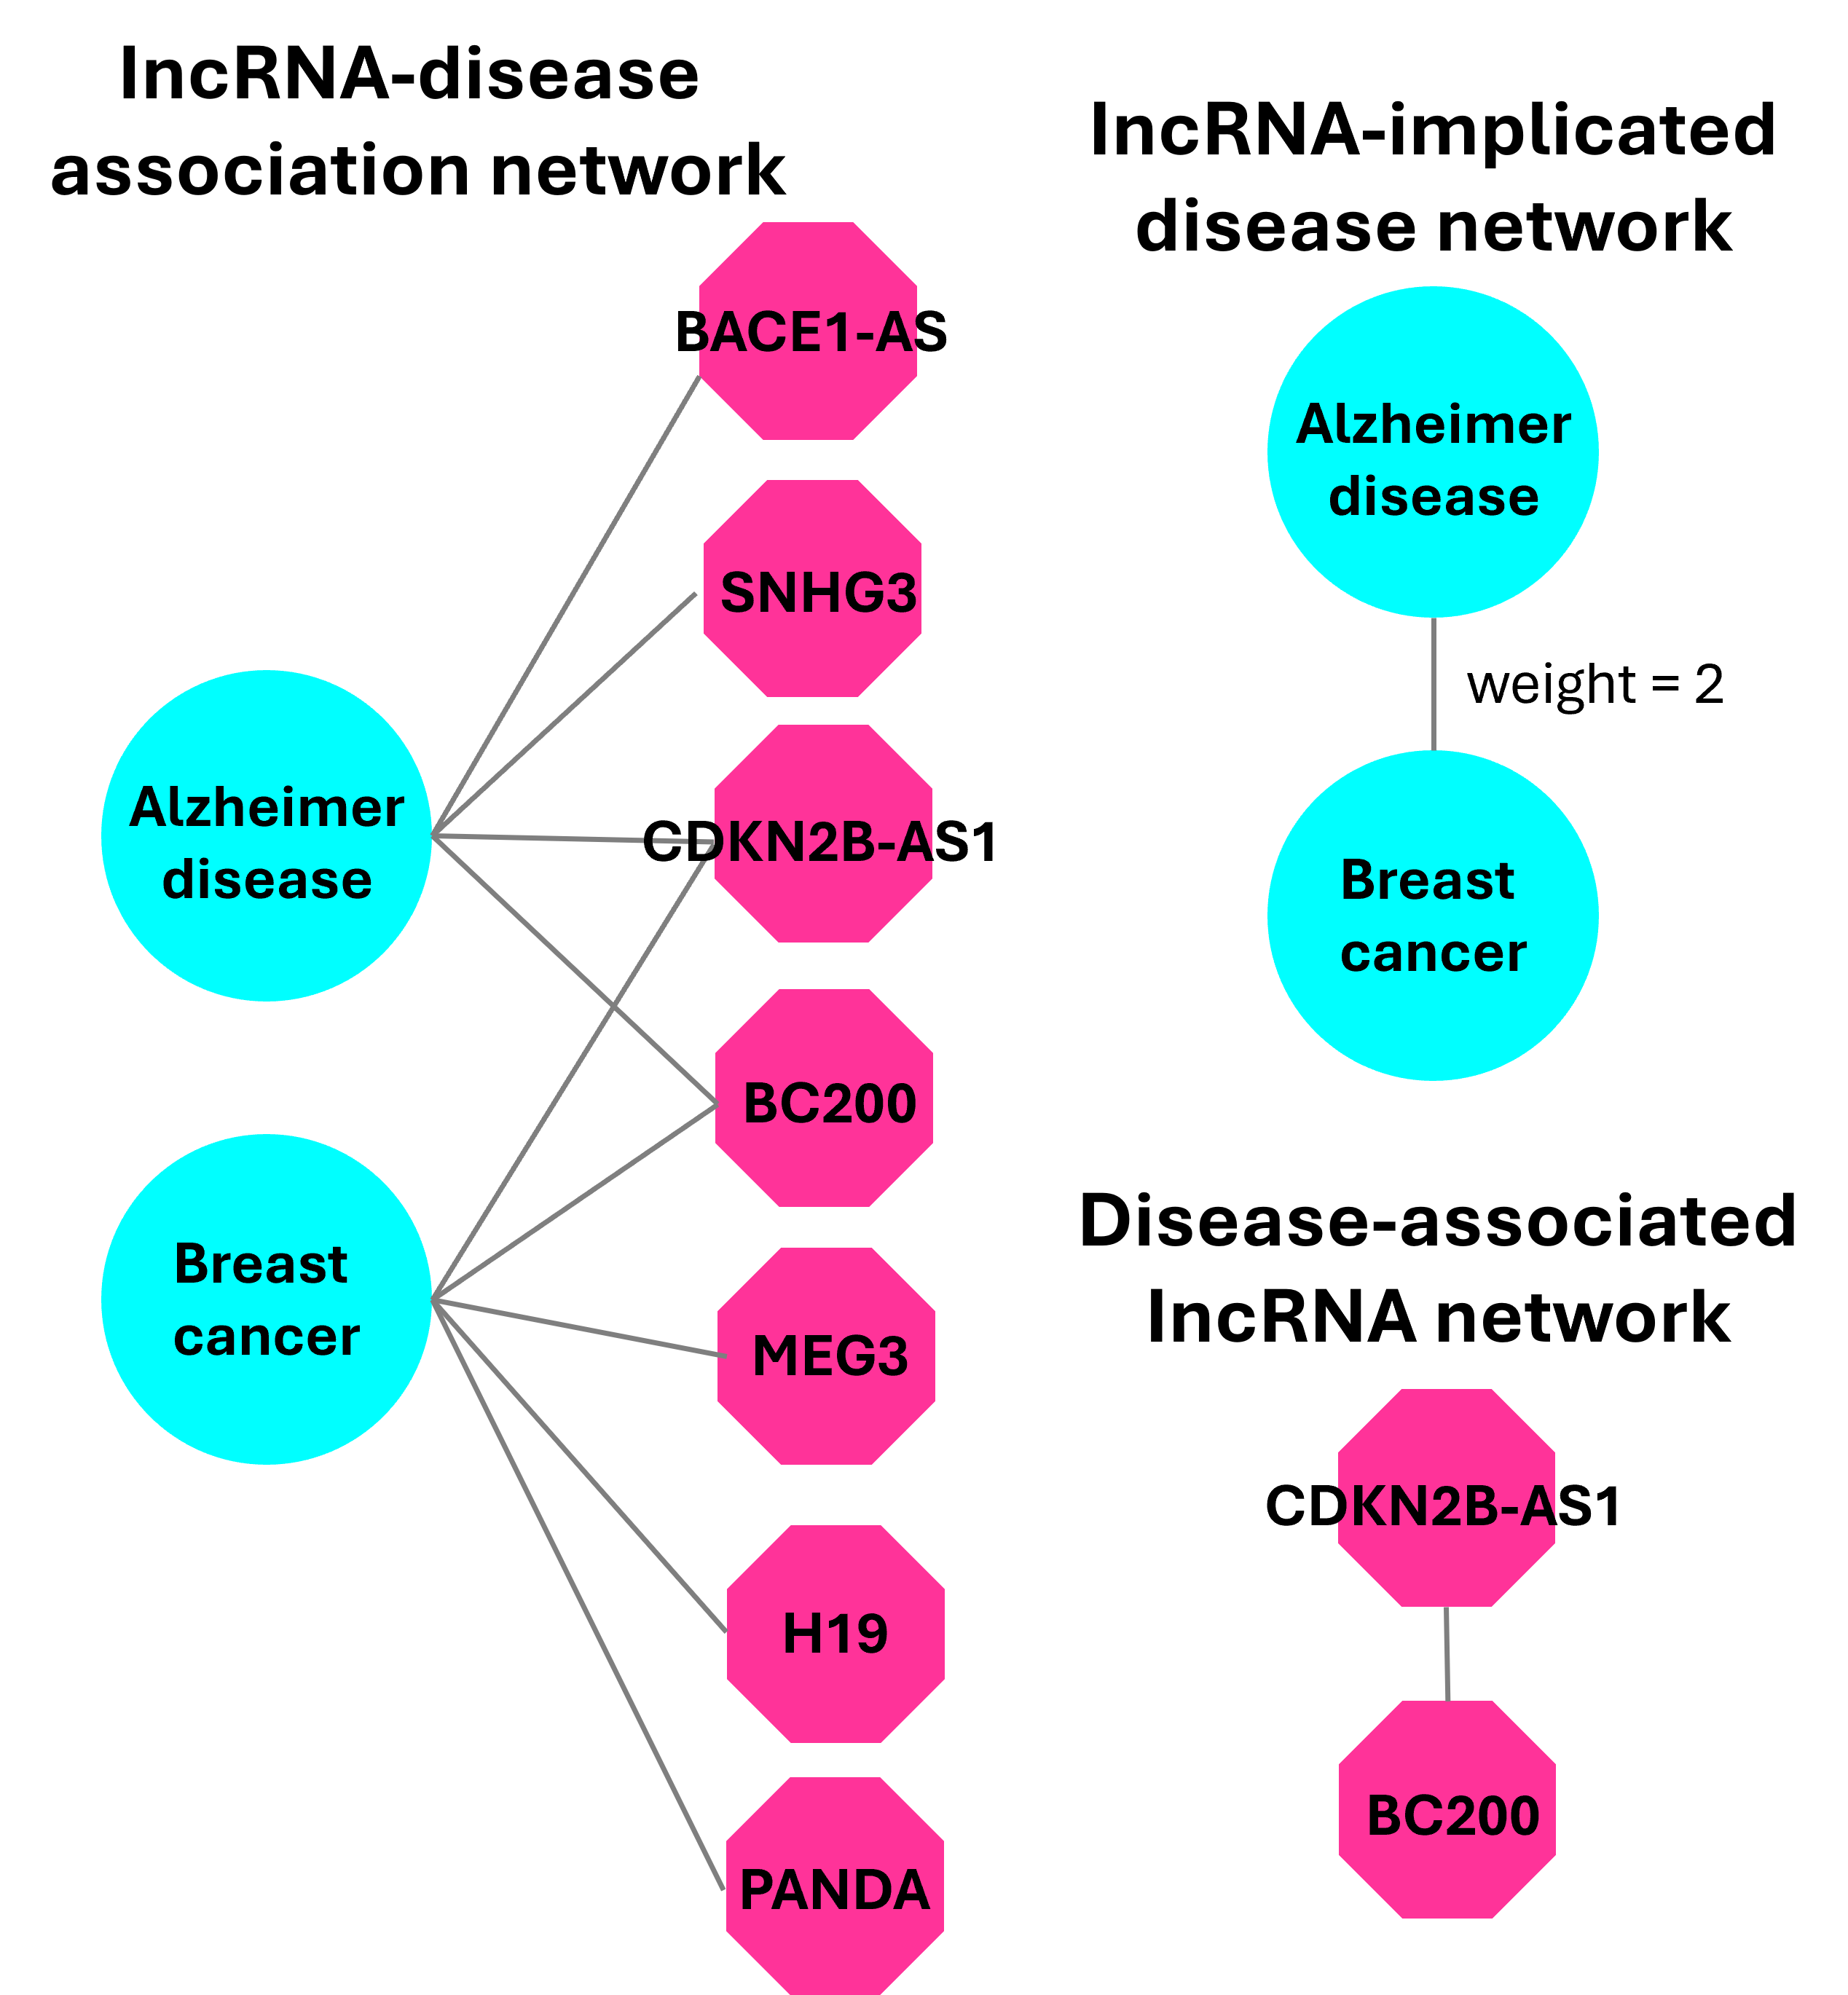 lncRNA-disease
association network
BACE1-AS
SNHG3
Alzheimer
disease
CDKN2B-AS1
BC200
Breast
cancer
MEG3
H19
PANDA
lncRNA-implicated
disease network
Alzheimer
disease
weight = 2
Breast
cancer
Disease-associated
lncRNA network
CDKN2B-AS1
BC200